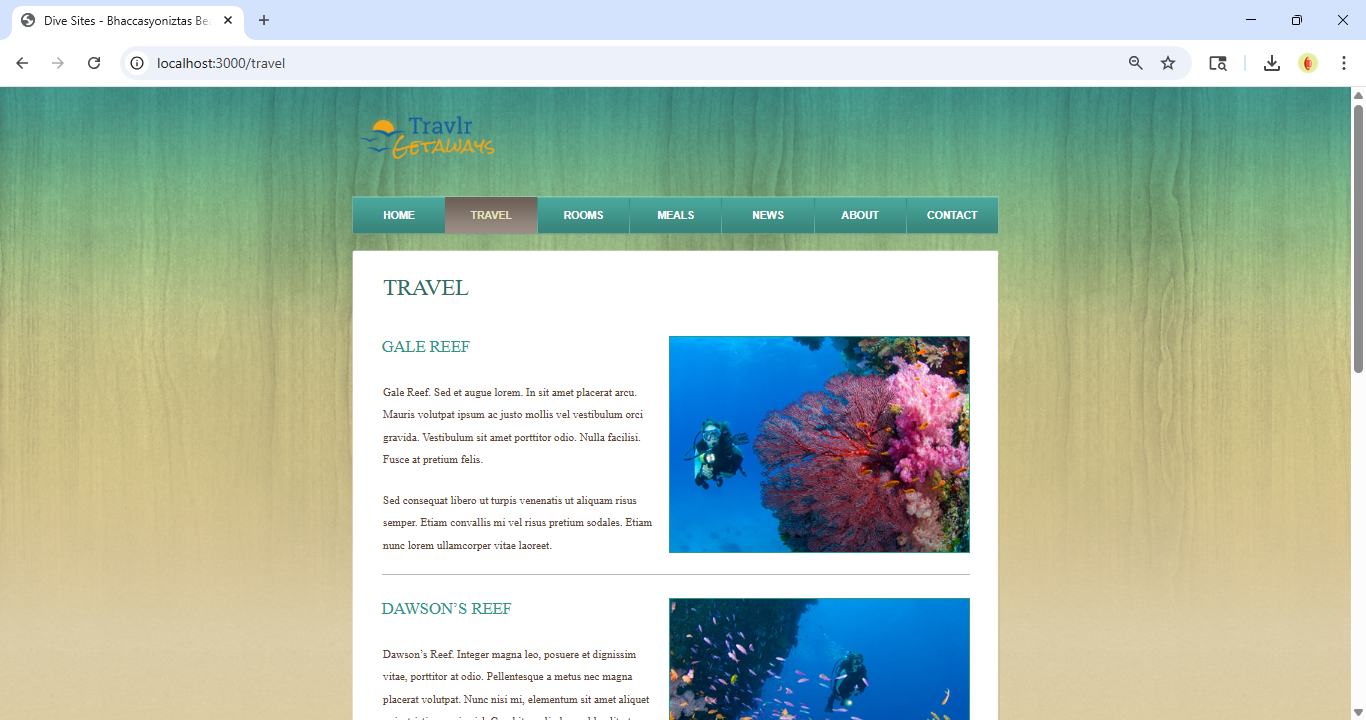 Dive Sites - Bhaccasyoniztas Be
localhost:3000/travel
Travlr
Getaways
HOME TRAVEL ROOMS MEALS NEWS ABOUT CONTACT
TRAVEL
GALE REEF
Gale Reef. Sed et augue lorem. In sit amet placerat arcu.
Mauris volutpat ipsum ac justo mollis vel vestibulum orci
gravida. Vestibulum sit amet porttitor odio. Nulla facilisi.
Fusce at pretium felis.
Sed consequat libero ut turpis venenatis ut aliquam risus
semper. Etiam convallis mi vel risus pretium sodales. Etiam
nunc lorem ullamcorper vitae laoreet.
DAWSON’S REEF
Dawson’s Reef. Integer magna leo, posuere et dignissim
vitae, porttitor at odio. Pellentesque a metus nec magna
placerat volutpat. Nunc nisi mi, elementum sit amet aliquet